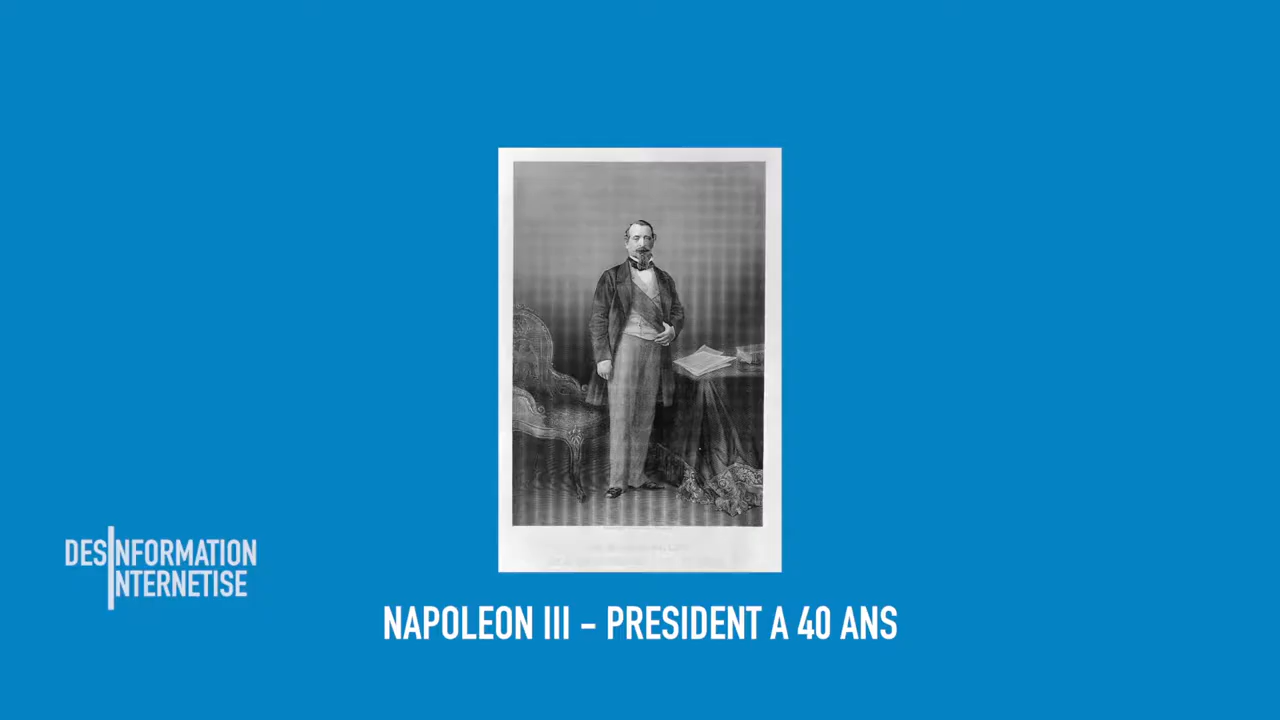 DESINFORMATION
INTERNETISE
NAPOLEON III - PRESIDENT A 40 ANS